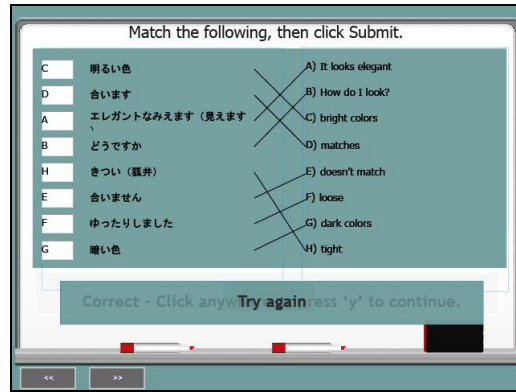 Match the following, then click Submit.
C 明るい色 A) It looks elegant
D 合います B) How do I look?
A エレガントなみえます（見えます
） C) bright colors
B どうですか D) matches
H きつい（狐井） E) doesn't match
E 合いません F) loose
F ゆったりしました G) dark colors
G 暗い色 H) tight
Correct - Click anyw press 'y' to continue.
Try again
<< >>